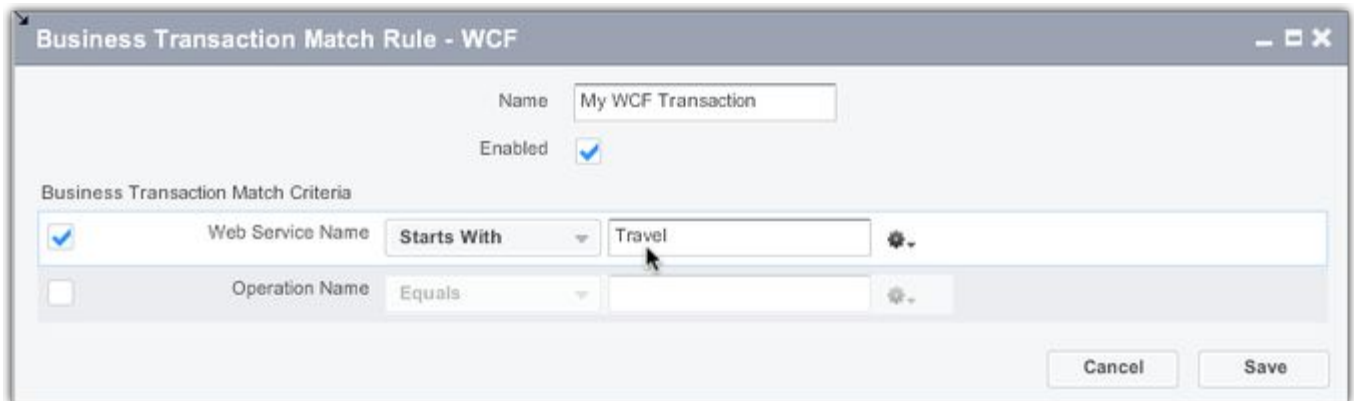 Business Transaction Match Rule - WCF
Name My WCF Transaction
Enabled
Business Transaction Match Criteria
Web Service Name Starts With Travel
Operation Name Equals
Cancel Save